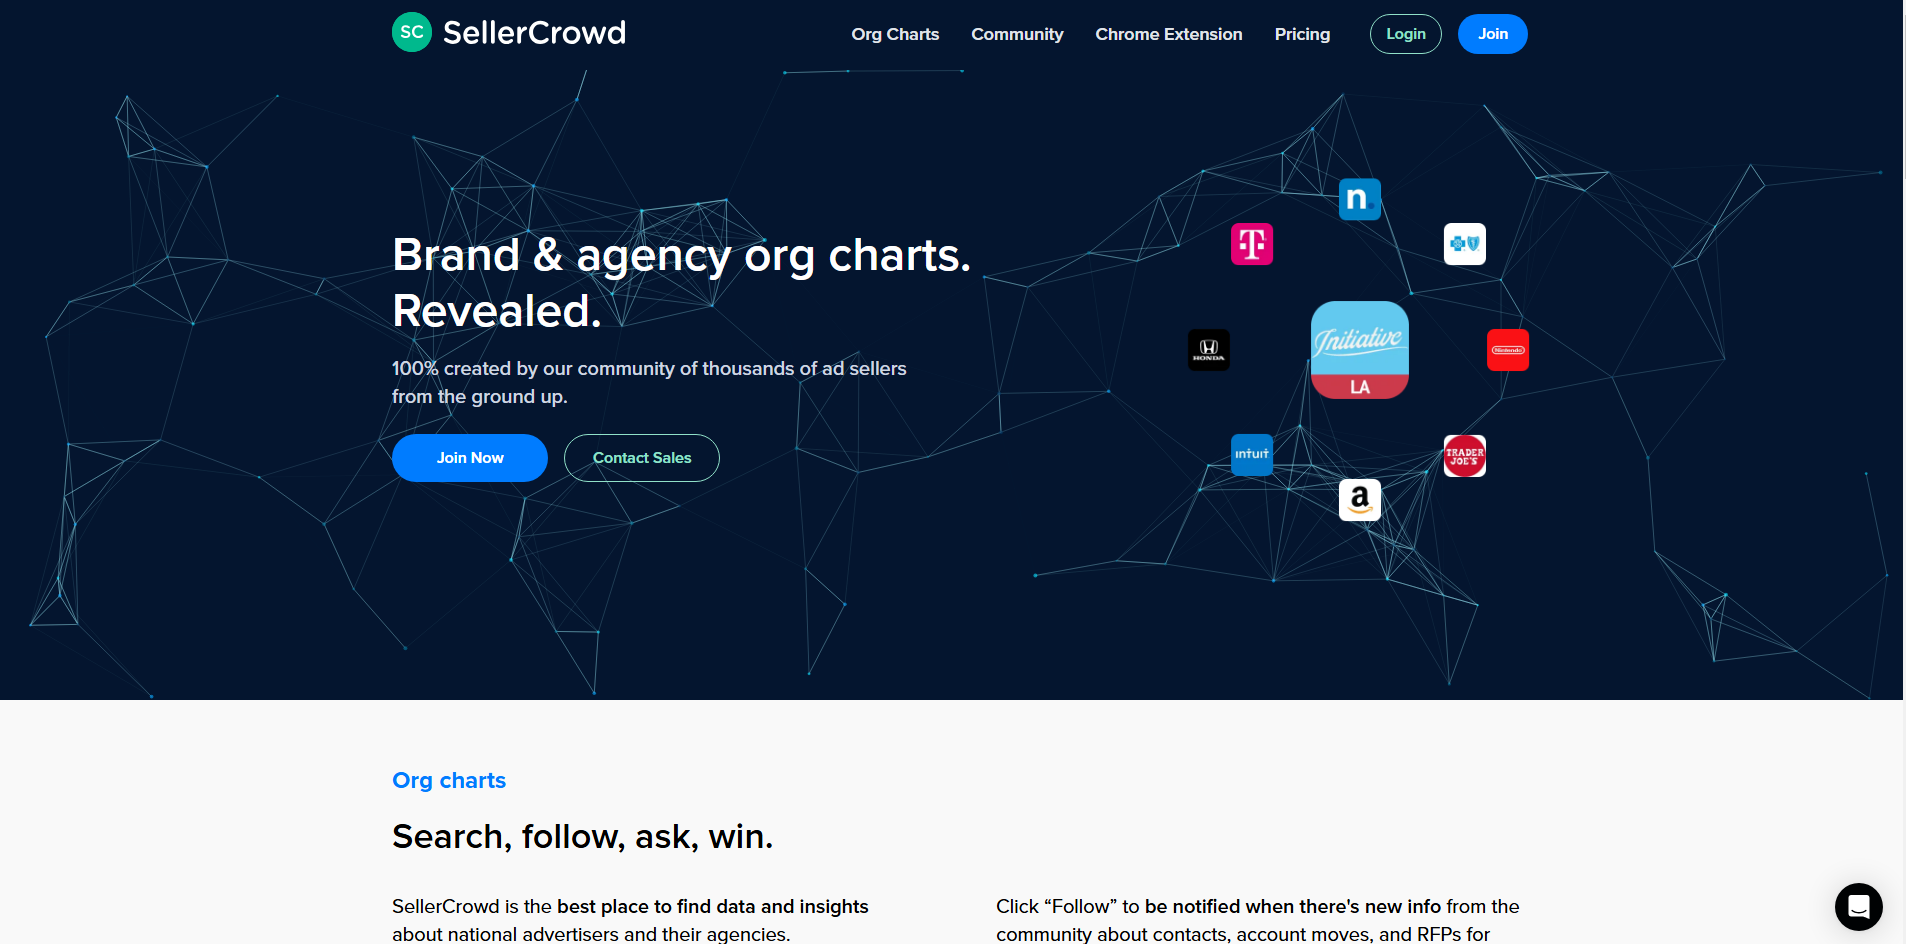 SC SellerCrowd
Org Charts Community Chrome Extension Pricing Login Join
Brand & agency org charts.
Revealed.
100% created by our community of thousands of ad sellers
from the ground up.
Join Now Contact Sales
n.
T
HONDA
Initiative
LA
Nintendo
intuit
TRADER
JOE'S
a
Org charts
Search, follow, ask, win.
SellerCrowd is the best place to find data and insights
about national advertisers and their agencies.
Click “Follow” to be notified when there's new info from the
community about contacts, account moves, and RFPs for